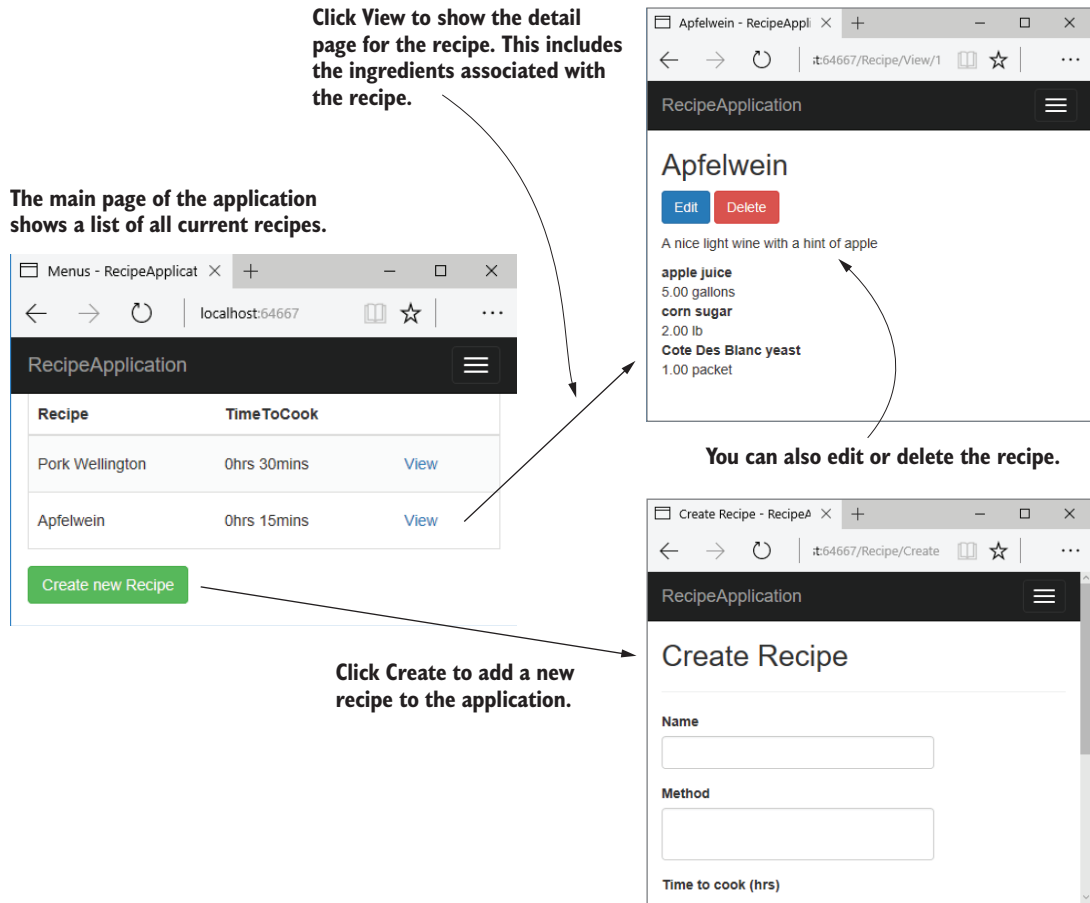 Click View to show the detail
page for the recipe. This includes
the ingredients associated with
the recipe.
The main page of the application
shows a list of all current recipes.
Menus - RecipeApplicat
localhost:64667
RecipeApplication
Recipe TimeToCook
Pork Wellington 0hrs 30mins View
Apfelwein 0hrs 15mins View
Create new Recipe
Apfelwein - RecipeAppli
t:64667/Recipe/View/1
RecipeApplication
Apfelwein
Edit Delete
A nice light wine with a hint of apple
apple juice
5.00 gallons
corn sugar
2.00 lb
Cote Des Blanc yeast
1.00 packet
You can also edit or delete the recipe.
Click Create to add a new
recipe to the application.
Create Recipe - RecipeA
t:64667/Recipe/Create
RecipeApplication
Create Recipe
Name
Method
Time to cook (hrs)